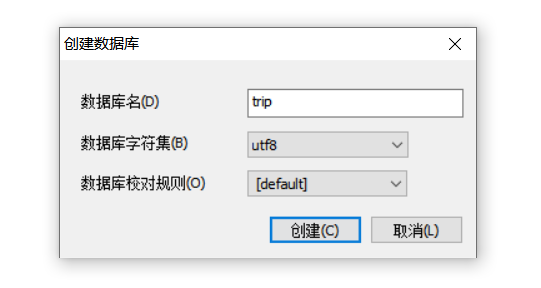 创建数据库
数据库名(D) trip
数据库字符集(B) utf8
数据库校对规则(O) [default]
创建(C) 取消(L)